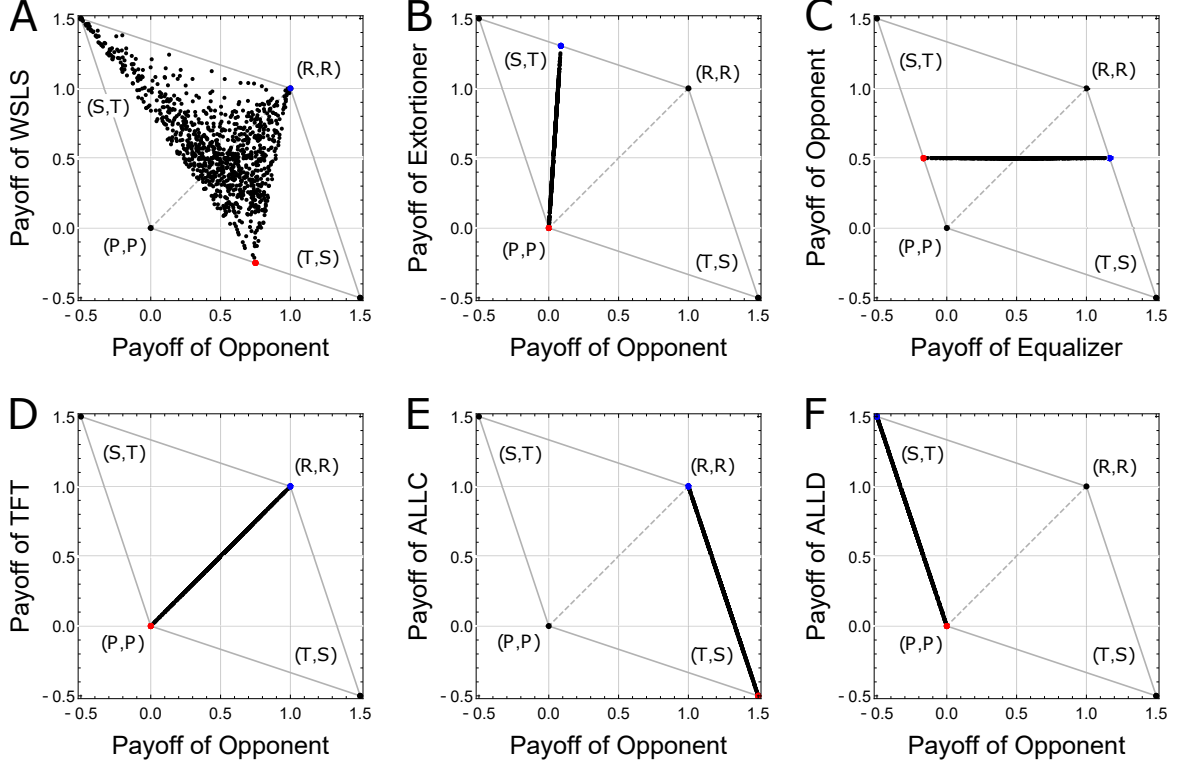 A
Payoff of WSLS
1.5
1.0
0.5
0.0
- 0.5
(S,T)
(R,R)
(P,P)
(T,S)
- 0.5 0.0 0.5 1.0 1.5
Payoff of Opponent
B
Payoff of Extortioner
1.5
1.0
0.5
0.0
- 0.5
(S,T)
(R,R)
(P,P)
(T,S)
- 0.5 0.0 0.5 1.0 1.5
Payoff of Opponent
C
Payoff of Opponent
1.5
1.0
0.5
0.0
- 0.5
(S,T)
(R,R)
(P,P)
(T,S)
- 0.5 0.0 0.5 1.0 1.5
Payoff of Equalizer
D
Payoff of TFT
1.5
1.0
0.5
0.0
- 0.5
(S,T)
(R,R)
(P,P)
(T,S)
- 0.5 0.0 0.5 1.0 1.5
Payoff of Opponent
E
Payoff of ALLC
1.5
1.0
0.5
0.0
- 0.5
(S,T)
(R,R)
(P,P)
(T,S)
- 0.5 0.0 0.5 1.0 1.5
Payoff of Opponent
F
Payoff of ALLD
1.5
1.0
0.5
0.0
- 0.5
(S,T)
(R,R)
(P,P)
(T,S)
- 0.5 0.0 0.5 1.0 1.5
Payoff of Opponent